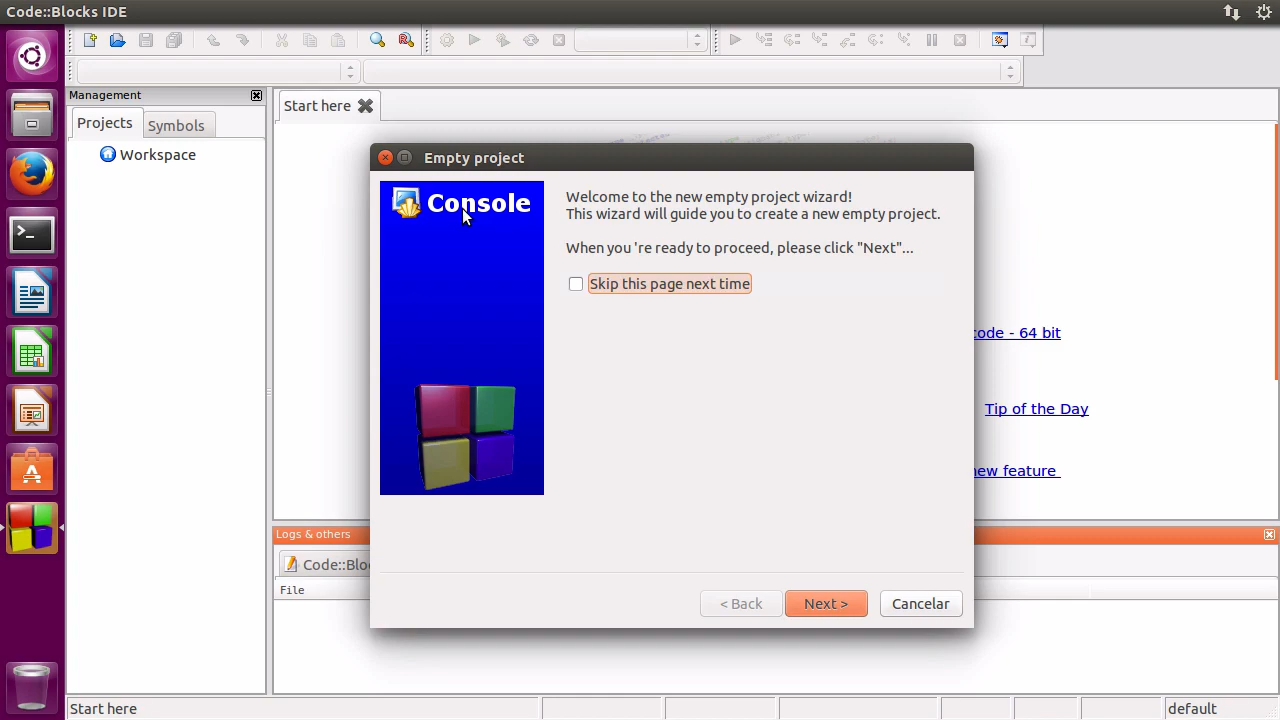 Code::Blocks IDE
Management
Start here
Projects
Symbols
Workspace
Empty project
Console
Welcome to the new empty project wizard!
This wizard will guide you to create a new empty project.
When you 're ready to proceed, please click "Next"...
Skip this page next time
code - 64 bit
Tip of the Day
new feature
Logs & others
Code::Blo
File
< Back
Next >
Cancelar
Start here
default